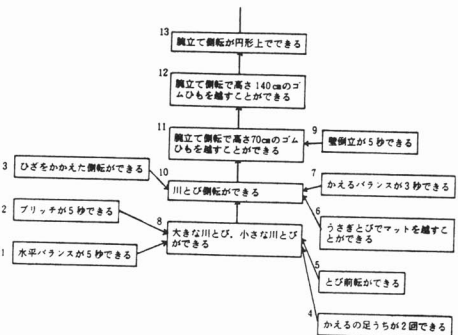 13
腕立て側転が円形上でできる
12
腕立て側転で高さ140㎝のゴ
ムひもを越すことができる
11
腕立て側転で高さ70㎝のゴム
ひもを越すことができる
9
壁倒立が5秒できる
3
ひざをかかえた側転ができる
10
川とび側転ができる
7
かえるバランスが3秒できる
2
ブリッヂが5秒できる
8
大きな川とび、小さな川とび
ができる
6
うさぎとびでマットを越すこ
とができる
1
水平バランスが5秒できる
5
とび前転ができる
4
かえるの足うちが2回できる